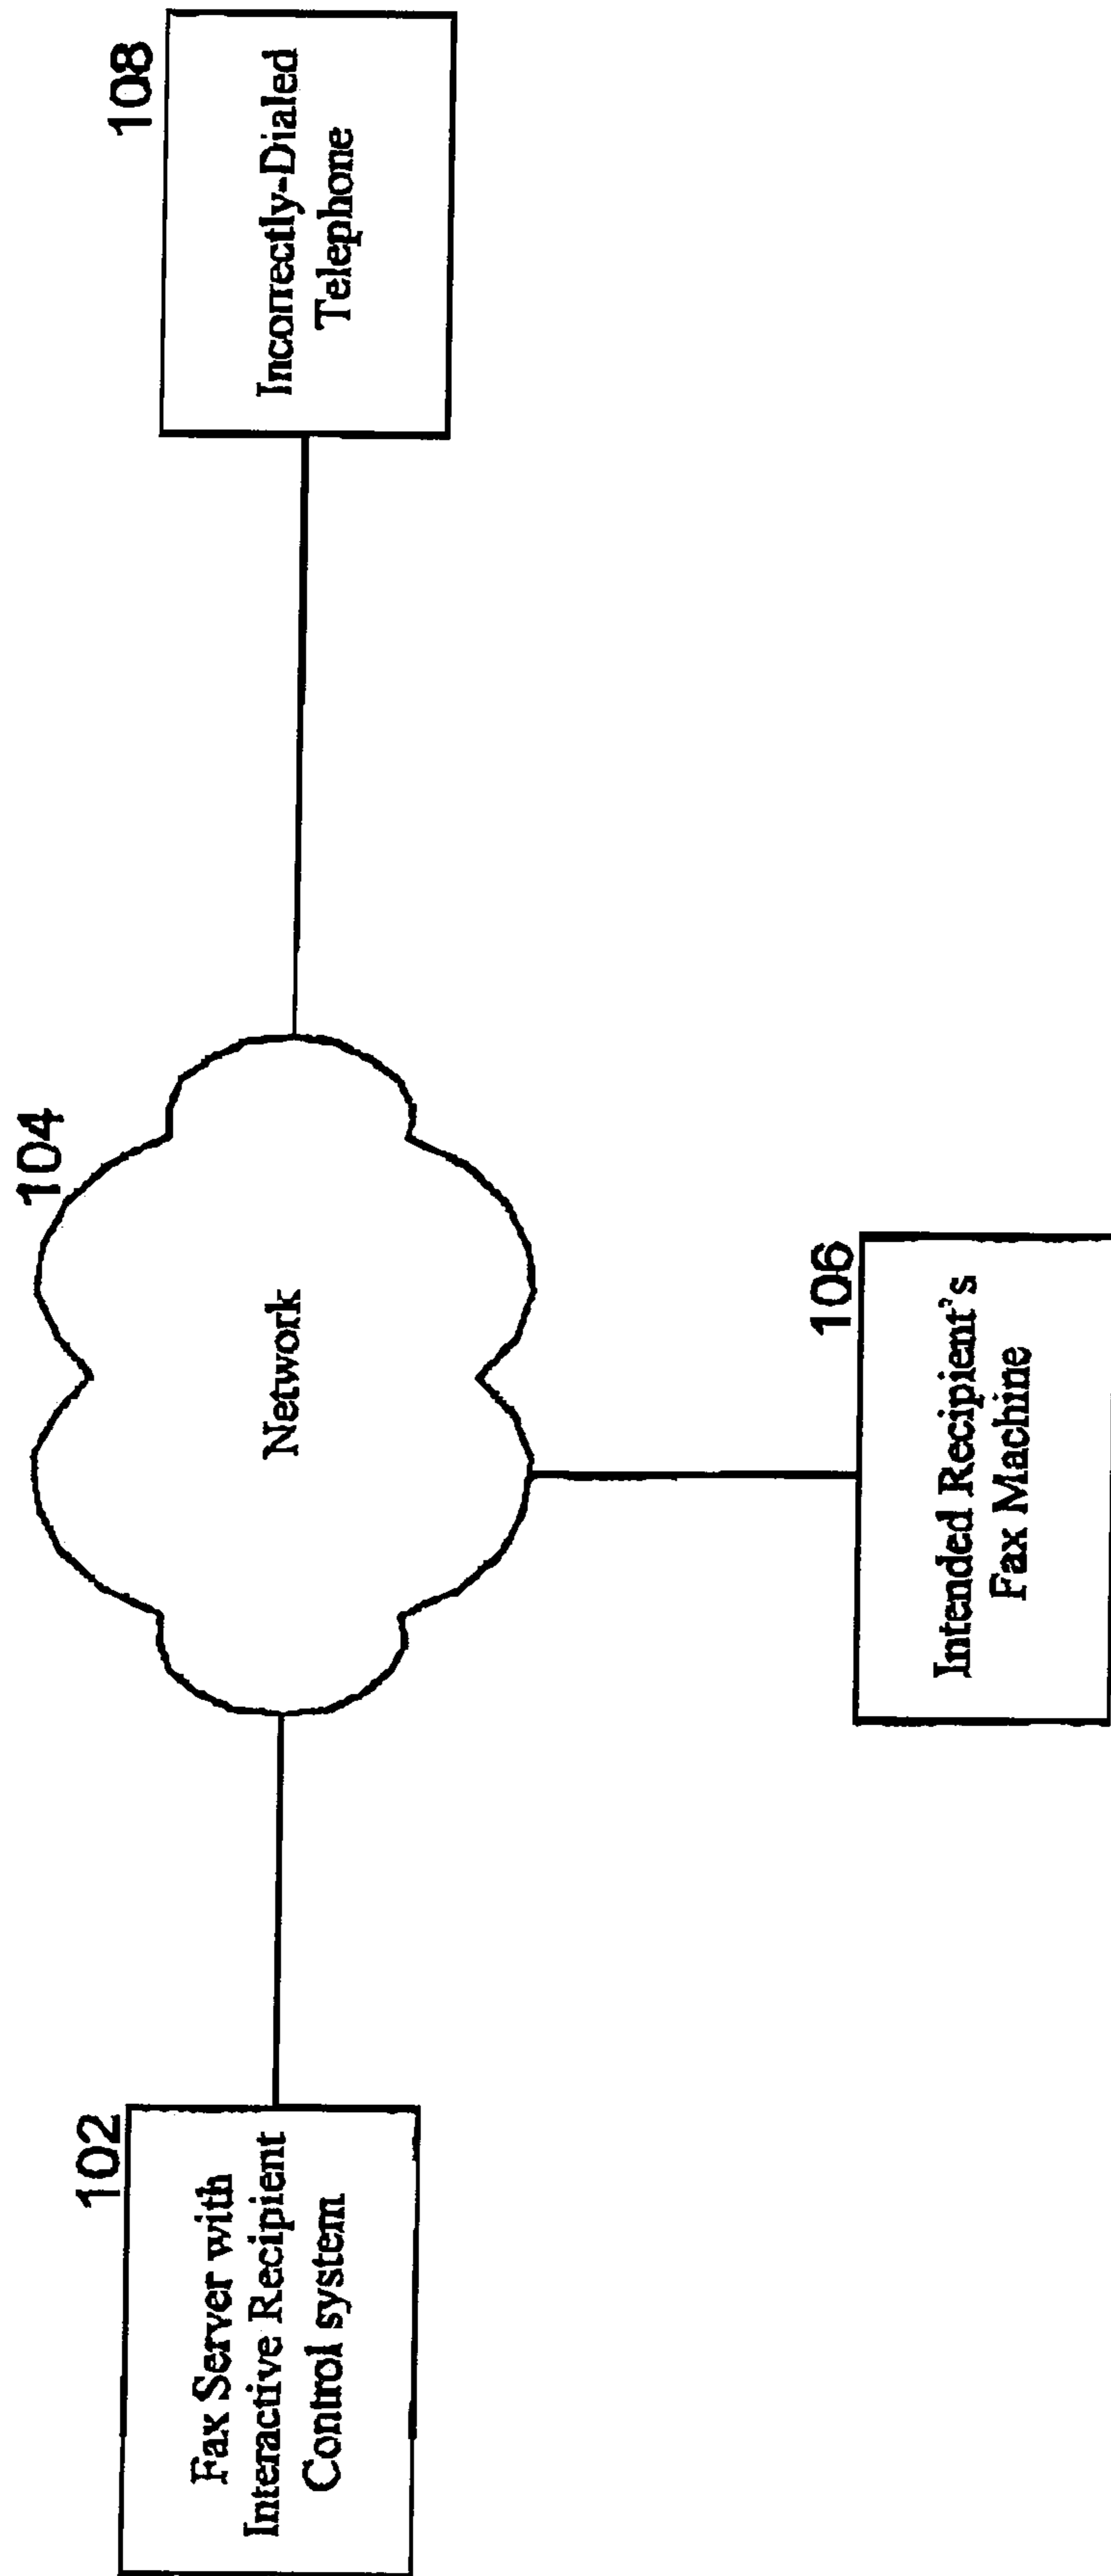 102
Fax Server with
Interactive Recipient
Control system
104
Network
106
Intended Recipient's
Fax Machine
108
Incorrectly-Dialed
Telephone